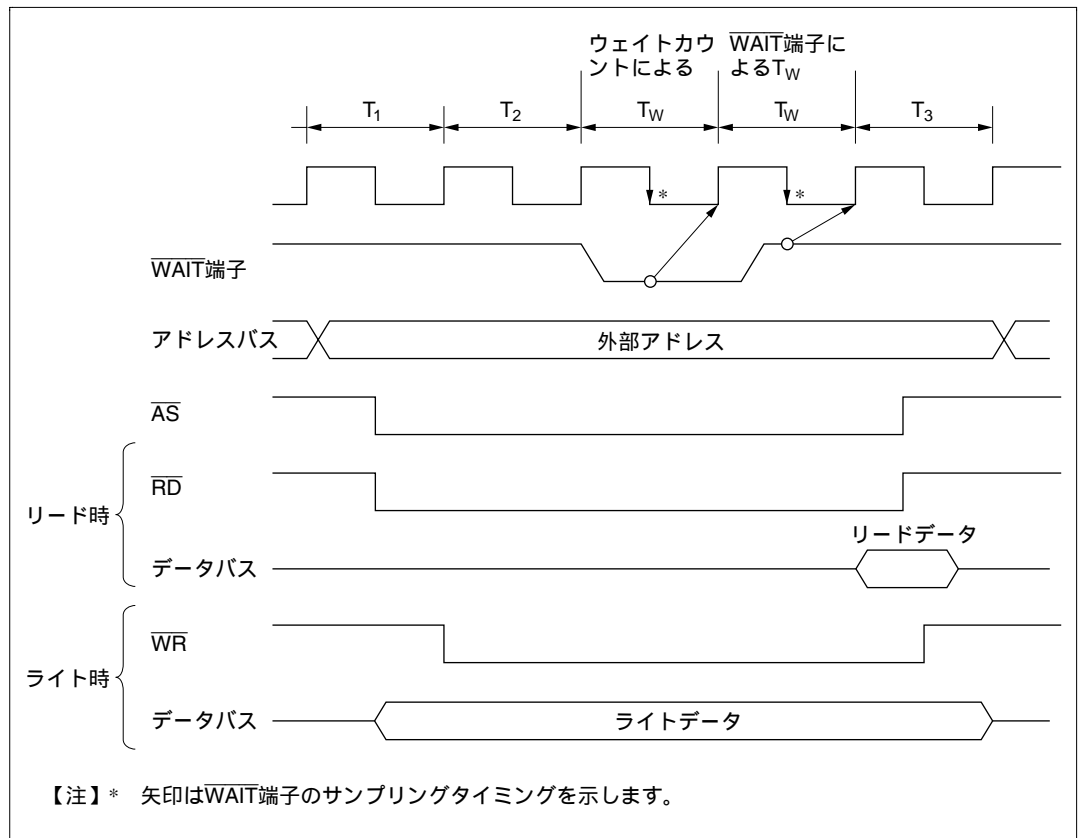 ウェイトカウ
ントによる
WAIT端子に
よるTW
T1 T2 TW TW T3
* *
WAIT端子
アドレスバス 外部アドレス
AS
リード時
RD
リードデータ
データバス
ライト時
WR
データバス ライトデータ
【注】* 矢印はWAIT端子のサンプリングタイミングを示します。